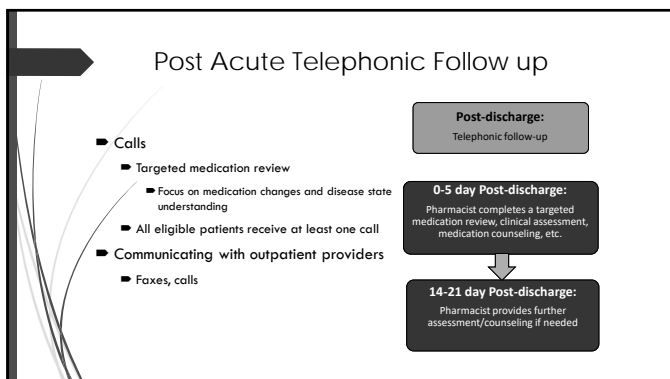 Post Acute Telephonic Follow up
Calls
Targeted medication review
Focus on medication changes and disease state
understanding
All eligible patients receive at least one call
Communicating with outpatient providers
Faxes, calls
Post-discharge:
Telephonic follow-up
0-5 day Post-discharge:
Pharmacist completes a targeted
medication review, clinical assessment,
medication counseling, etc.
14-21 day Post-discharge:
Pharmacist provides further
assessment/counseling if needed